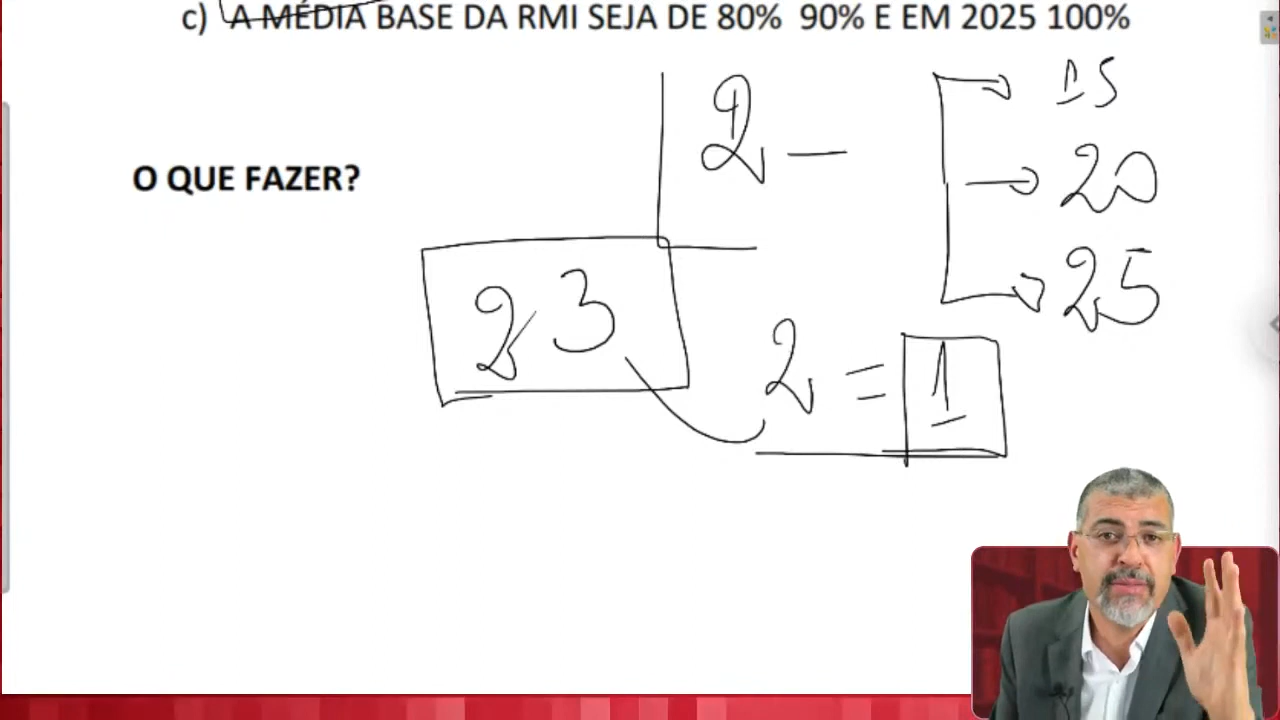 c) A MÉDIA BASE DA RMI SEJA DE 80% 90% E EM 2025 100%
2 — 15
O QUE FAZER? 20
25
23
2 = 1